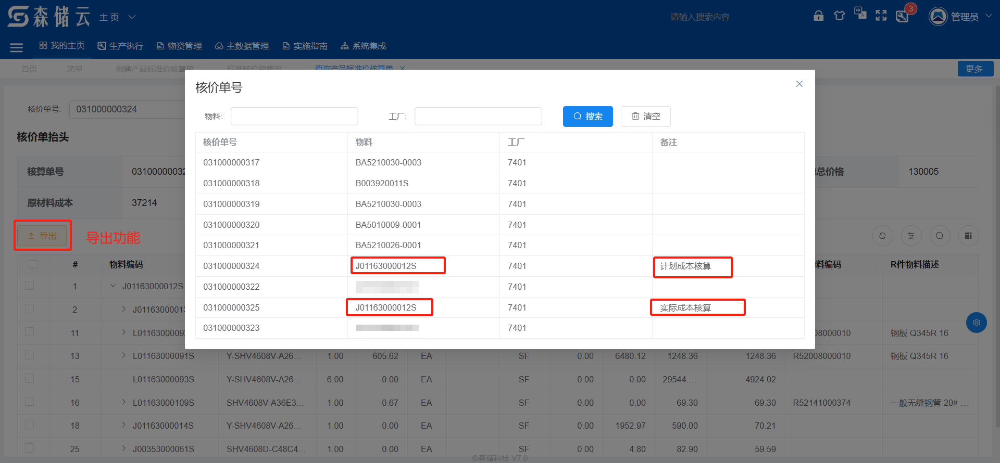 森储云 主页 请输入搜索内容 3 管理员
我的主页 生产执行 物资管理 主数据管理 实施指南 系统集成
首页 菜单 创建产品标准价核算单 标准核价单修改 查询产品标准价核算单 更多
核价单号: 031000000324
核价单抬头
核算单号 03100000032 总价格 130005
原材料成本 37214
导出 导出功能
核价单号
物料: 工厂: 搜索 清空
核价单号 物料 工厂 备注
031000000317 BA5210030-0003 7401
031000000318 B003920011S 7401
031000000319 BA5210030-0003 7401
031000000320 BA5010009-0001 7401
031000000321 BA5210026-0001 7401
031000000324 J01163000012S 7401 计划成本核算
031000000322 7401
031000000325 J01163000012S 7401 实际成本核算
031000000323 7401
# 物料编码 料编码 R件物料描述
1 J01163000012S
2 J0116300001
11 L0116300009 08000010 钢板 Q345R 16
13 L01163000091S Y-SHV4608V-A26... 1.00 605.62 EA SF 0.00 6480.12 1248.36 1248.36 R52008000010 钢板 Q345R 16
15 L01163000093S Y-SHV4608V-A26... 6.00 0.00 EA SF 0.00 0.00 29544.... 4924.02
16 L01163000109S SHV4608V-A36E3... 1.00 0.67 EA SF 0.00 0.00 69.30 69.30 R52141000374 一般无缝钢管 20# ...
18 J01163000014S Y-SHV4608V-A26... 1.00 0.00 EA SF 0.00 1952.97 590.00 70.21
25 J00353000061S SHV4608D-C48C4... 1.00 0.00 EA SF 0.00 4.80 82.90 59.59
©森储科技 V7.0